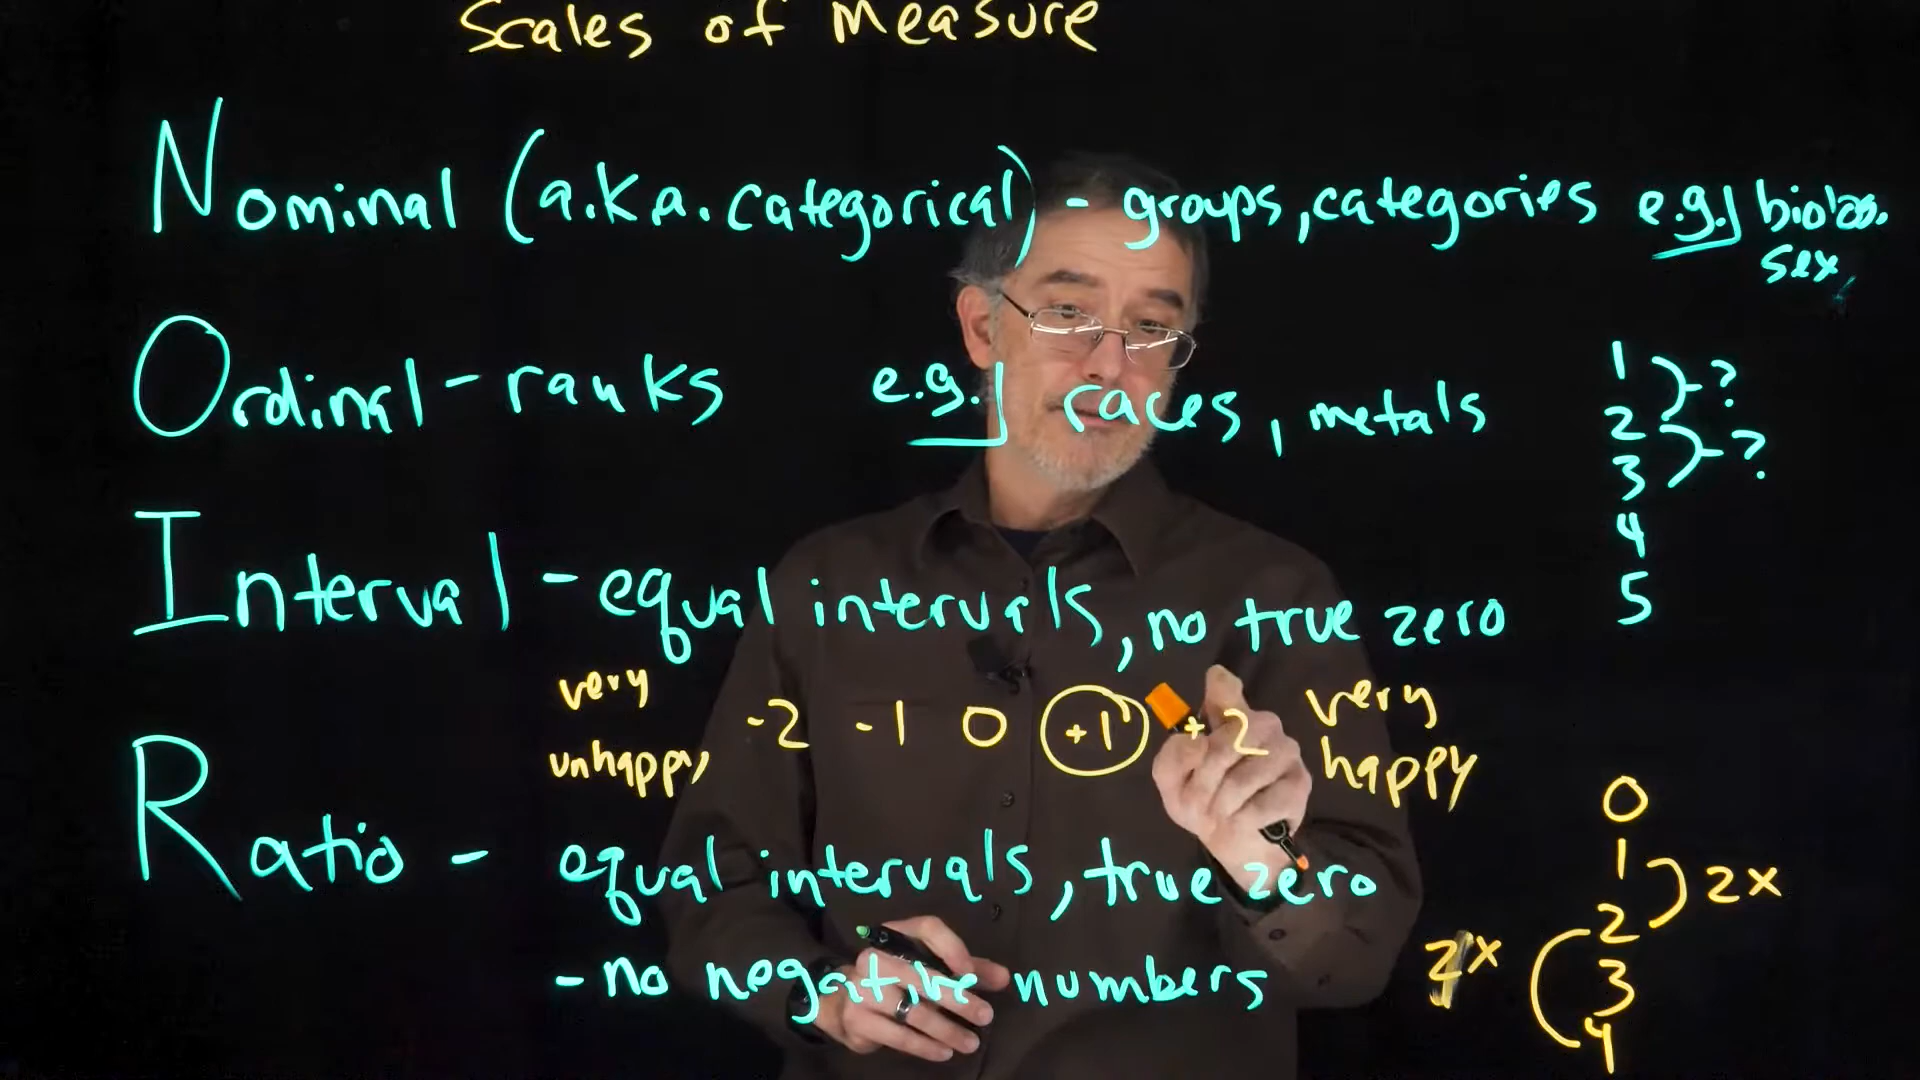 Scales of Measure
Nominal (a.k.a. categorical) - groups, categories e.g.,
sex,
Ordinal - ranks e.g., races, metals
1
2
3
4
5
?
?
Interval - equal intervals, no true zero
very
unhappy
-2 -1 0 +1 +2
very
happy
Ratio - equal intervals, true zero
- no negative numbers
0
1
2
3
4
2x
2x